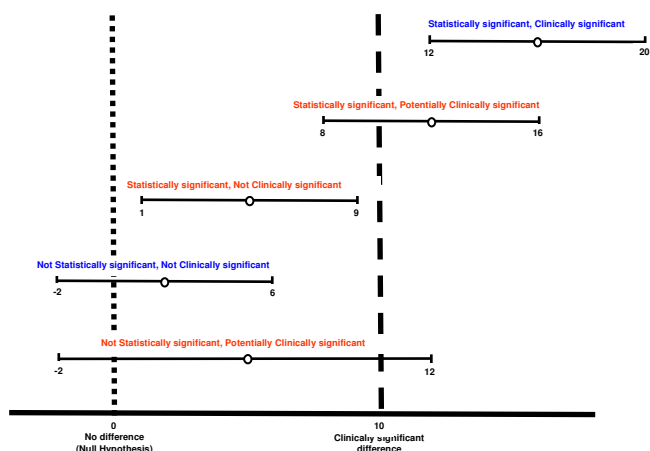 Statistically significant, Clinically significant
12
20
Statistically significant, Potentially Clinically significant
8
16
Statistically significant, Not Clinically significant
1
9
Not Statistically significant, Not Clinically significant
-2
6
Not Statistically significant, Potentially Clinically significant
-2
12
0
10
No difference
(Null Hypothesis)
Clinically significant
difference